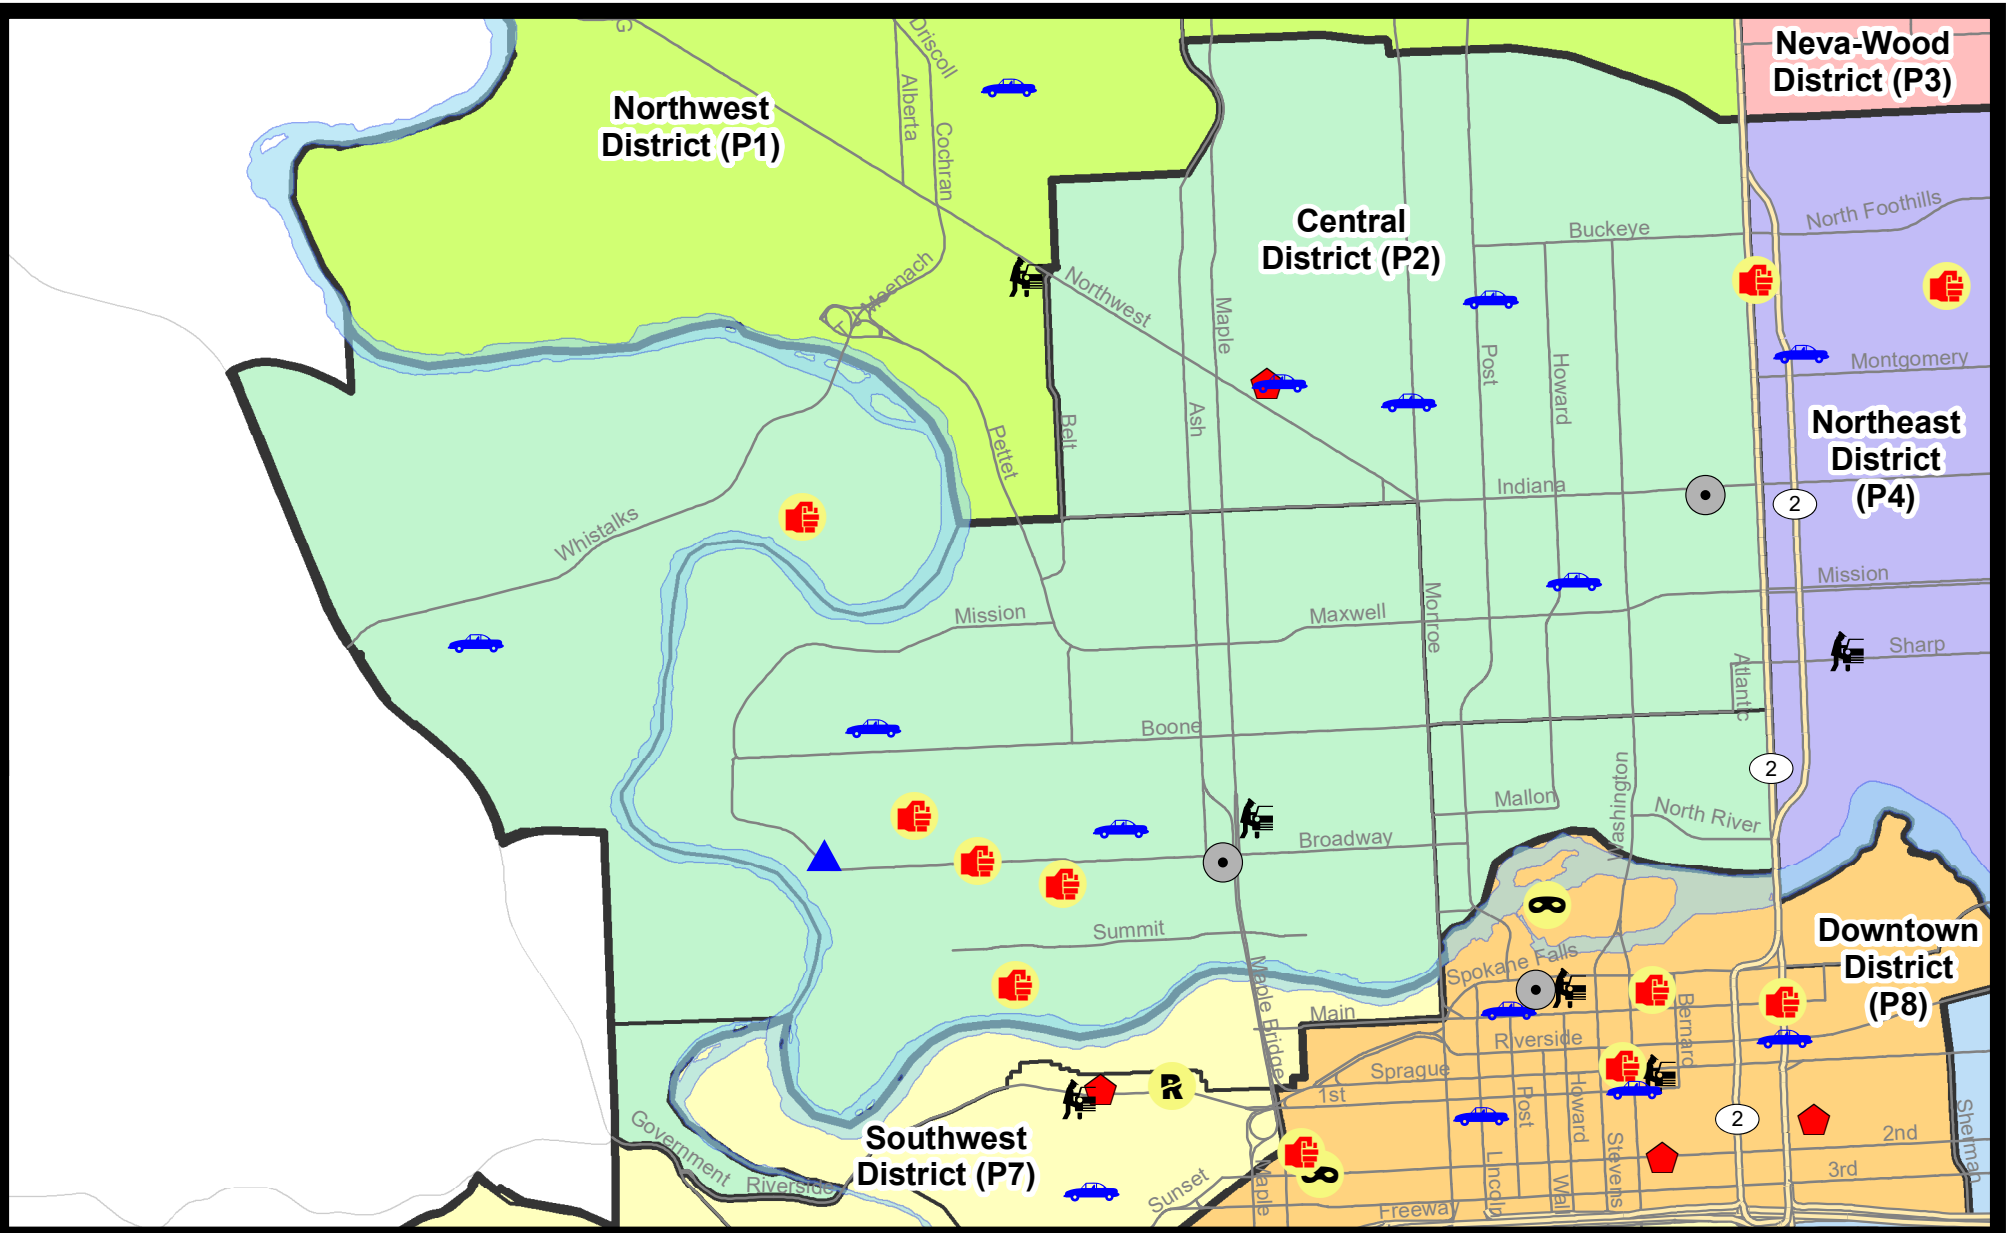 G
Driscoll
Alberta
Cochran
Northwest
District (P1)
Neva-Wood
District (P3)
Central
District (P2)
Buckeye
North Foothills
Meenach
Northwest
Maple
Post
Howard
Montgomery
Ash
Belt
Pettet
Northeast
District
(P4)
Indiana
2
Whistalks
Mission
Mission
Maxwell
Monroe
Sharp
Atlantic
Boone
Washington
2
Mallon
North River
Broadway
Summit
Spokane Falls
Downtown
District
(P8)
Maple Bridge
Main
Bernard
Riverside
Sprague
1st
Post
Howard
2
Sherman
Government
Southwest
District (P7)
Riverside
Sunset
Maple
Lincoln
Wall
Stevens
2nd
3rd
Freeway
R